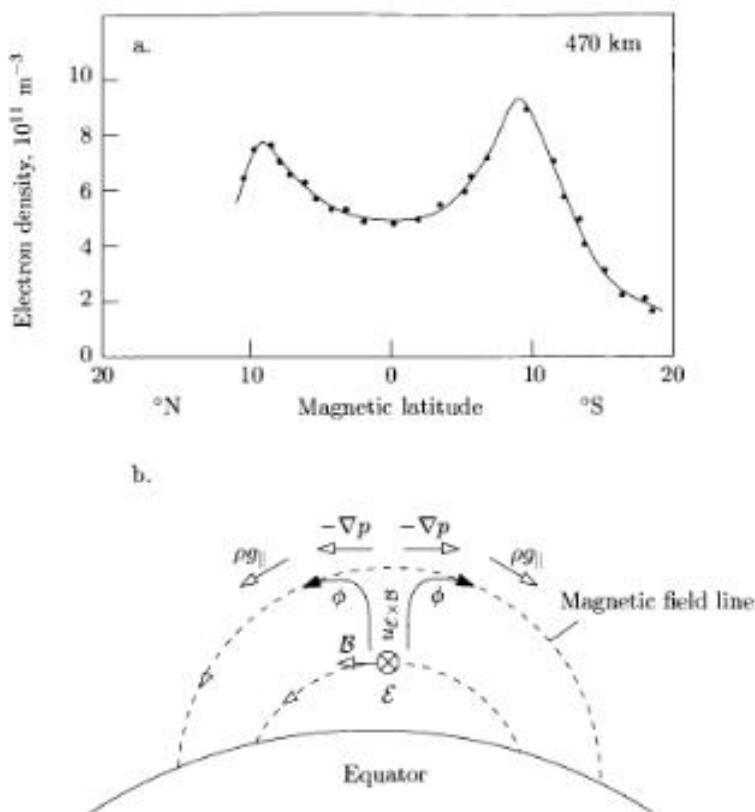 a.
470 km
Electron density, 10¹¹ m⁻³
10
8
6
4
2
0
20 10 0 10 20
°N Magnetic latitude °S
b.
−∇p −∇p
ρg∥ ρg∥
ϕ u_ℰ×ℬ ϕ
Magnetic field line
ℬ
ℰ
Equator